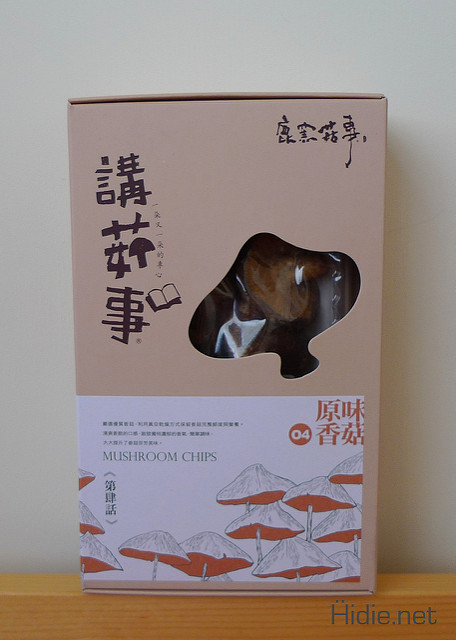 鹿窯菇事
講菇事
一朵又一朵的專心
原味
04 香菇
MUSHROOM CHIPS
《第肆話》
Hidie.net